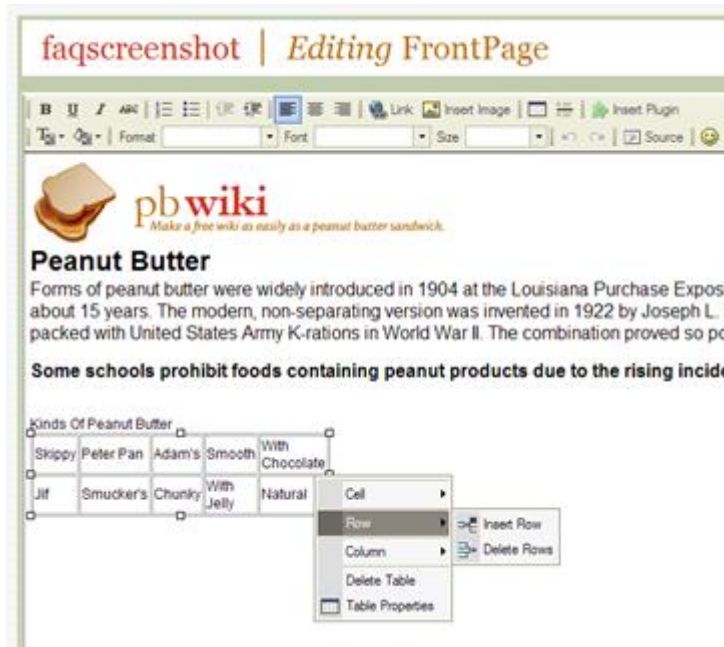 faqscreenshot | Editing FrontPage
B U I ABC Link Insert Image Insert Plugin
Format Font Size Source
pbwiki
Make a free wiki as easily as a peanut butter sandwich.
Peanut Butter
Forms of peanut butter were widely introduced in 1904 at the Louisiana Purchase Expos
about 15 years. The modern, non-separating version was invented in 1922 by Joseph L.
packed with United States Army K-rations in World War II. The combination proved so po
Some schools prohibit foods containing peanut products due to the rising incide
Kinds Of Peanut Butter
Skippy Peter Pan Adam's Smooth With Chocolate
Jif Smucker's Chunky With Jelly Natural
Cell
Row
Insert Row
Column
Delete Rows
Delete Table
Table Properties